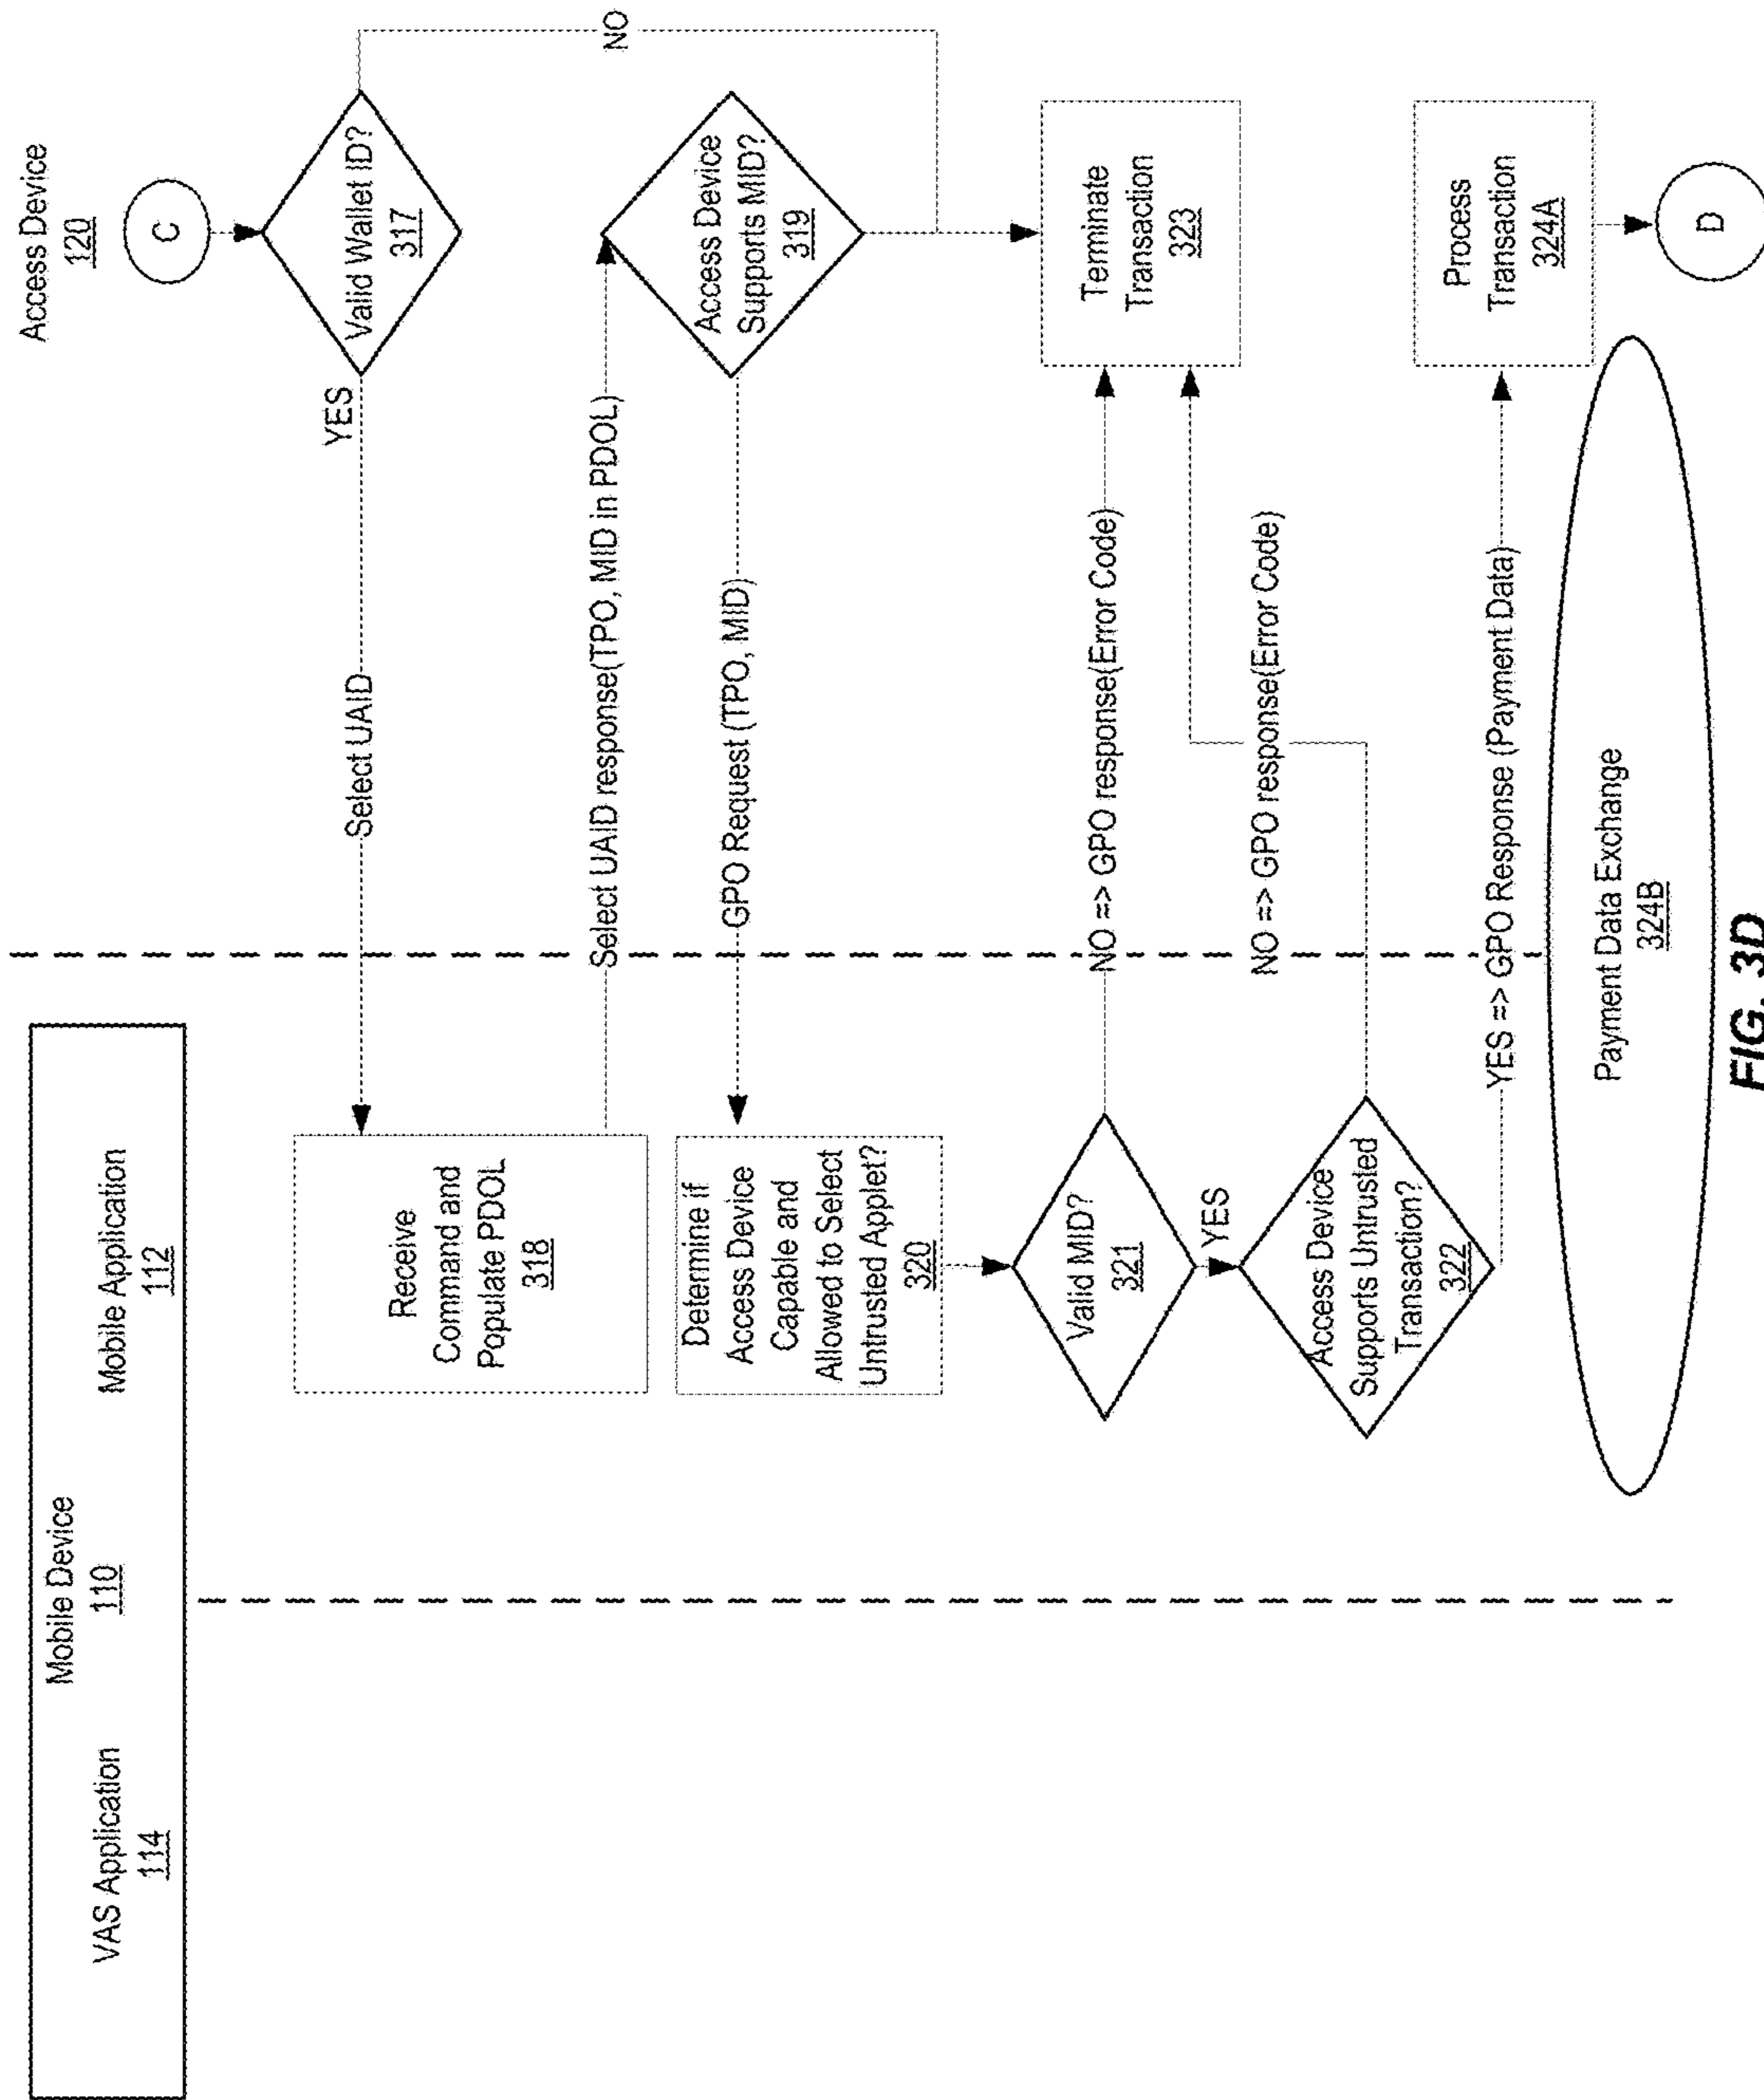 Mobile Device
110
VAS Application
114
Mobile Application
112
Access Device
120
C
Valid Wallet ID?
317
NO
YES
Select UAID
Receive
Command and
Populate PDOL
318
Select UAID response(TPO, MID in PDOL)
Access Device
Supports MID?
319
GPO Request (TPO, MID)
Determine if
Access Device
Capable and
Allowed to Select
Untrusted Applet?
320
Valid MID?
321
NO => GPO response(Error Code)
Terminate
Transaction
323
YES
Access Device
Supports Untrusted
Transaction?
322
NO => GPO response(Error Code)
YES => GPO Response (Payment Data)
Process
Transaction
324A
Payment Data Exchange
324B
D
FIG. 3D